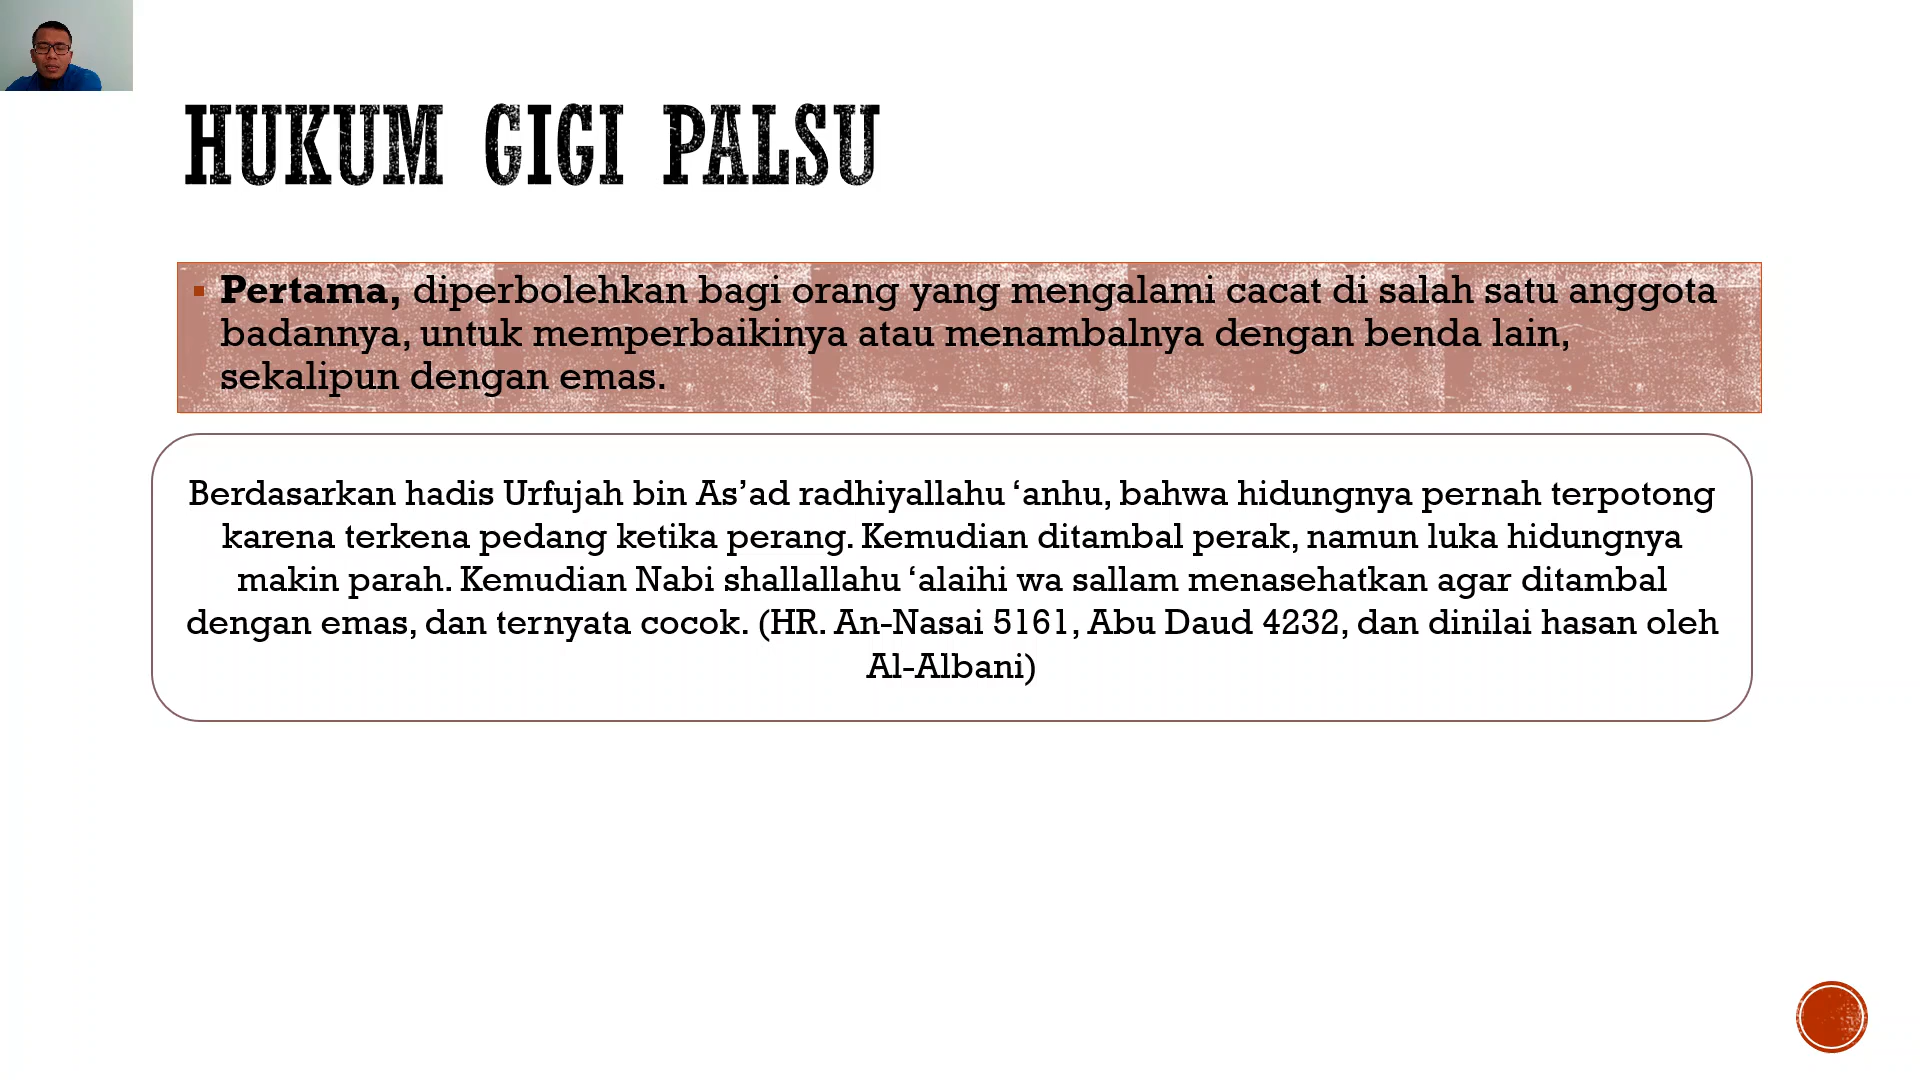 HUKUM GIGI PALSU
Pertama, diperbolehkan bagi orang yang mengalami cacat di salah satu anggota
badannya, untuk memperbaikinya atau menambalnya dengan benda lain,
sekalipun dengan emas.
Berdasarkan hadis Urfujah bin As’ad radhiyallahu ‘anhu, bahwa hidungnya pernah terpotong
karena terkena pedang ketika perang. Kemudian ditambal perak, namun luka hidungnya
makin parah. Kemudian Nabi shallallahu ‘alaihi wa sallam menasehatkan agar ditambal
dengan emas, dan ternyata cocok. (HR. An-Nasai 5161, Abu Daud 4232, dan dinilai hasan oleh
Al-Albani)